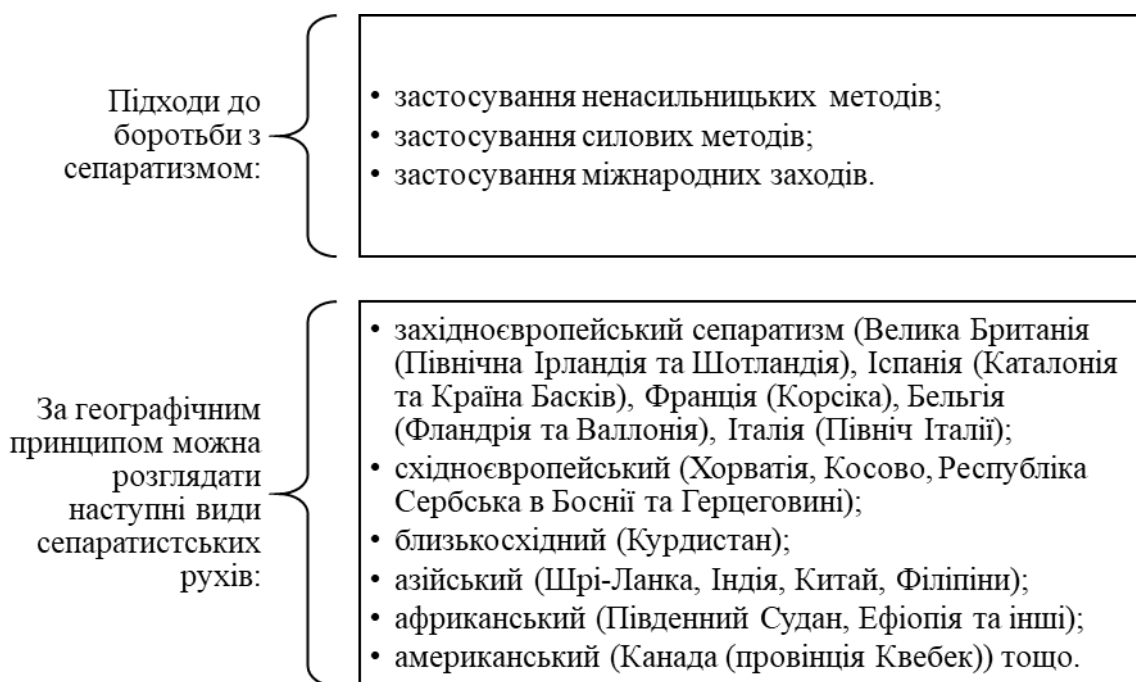 Підходи до
боротьби з
сепаратизмом:
• застосування ненасильницьких методів;
• застосування силових методів;
• застосування міжнародних заходів.
За географічним
принципом можна
розглядати
наступні види
сепаратистських
рухів:
• західноєвропейський сепаратизм (Велика Британія
(Північна Ірландія та Шотландія), Іспанія (Каталонія
та Країна Басків), Франція (Корсіка), Бельгія
(Фландрія та Валлонія), Італія (Північ Італії);
• східноєвропейський (Хорватія, Косово, Республіка
Сербська в Боснії та Герцеговині);
• близькосхідний (Курдистан);
• азійський (Шрі-Ланка, Індія, Китай, Філіпіни);
• африканський (Південний Судан, Ефіопія та інші);
• американський (Канада (провінція Квебек)) тощо.